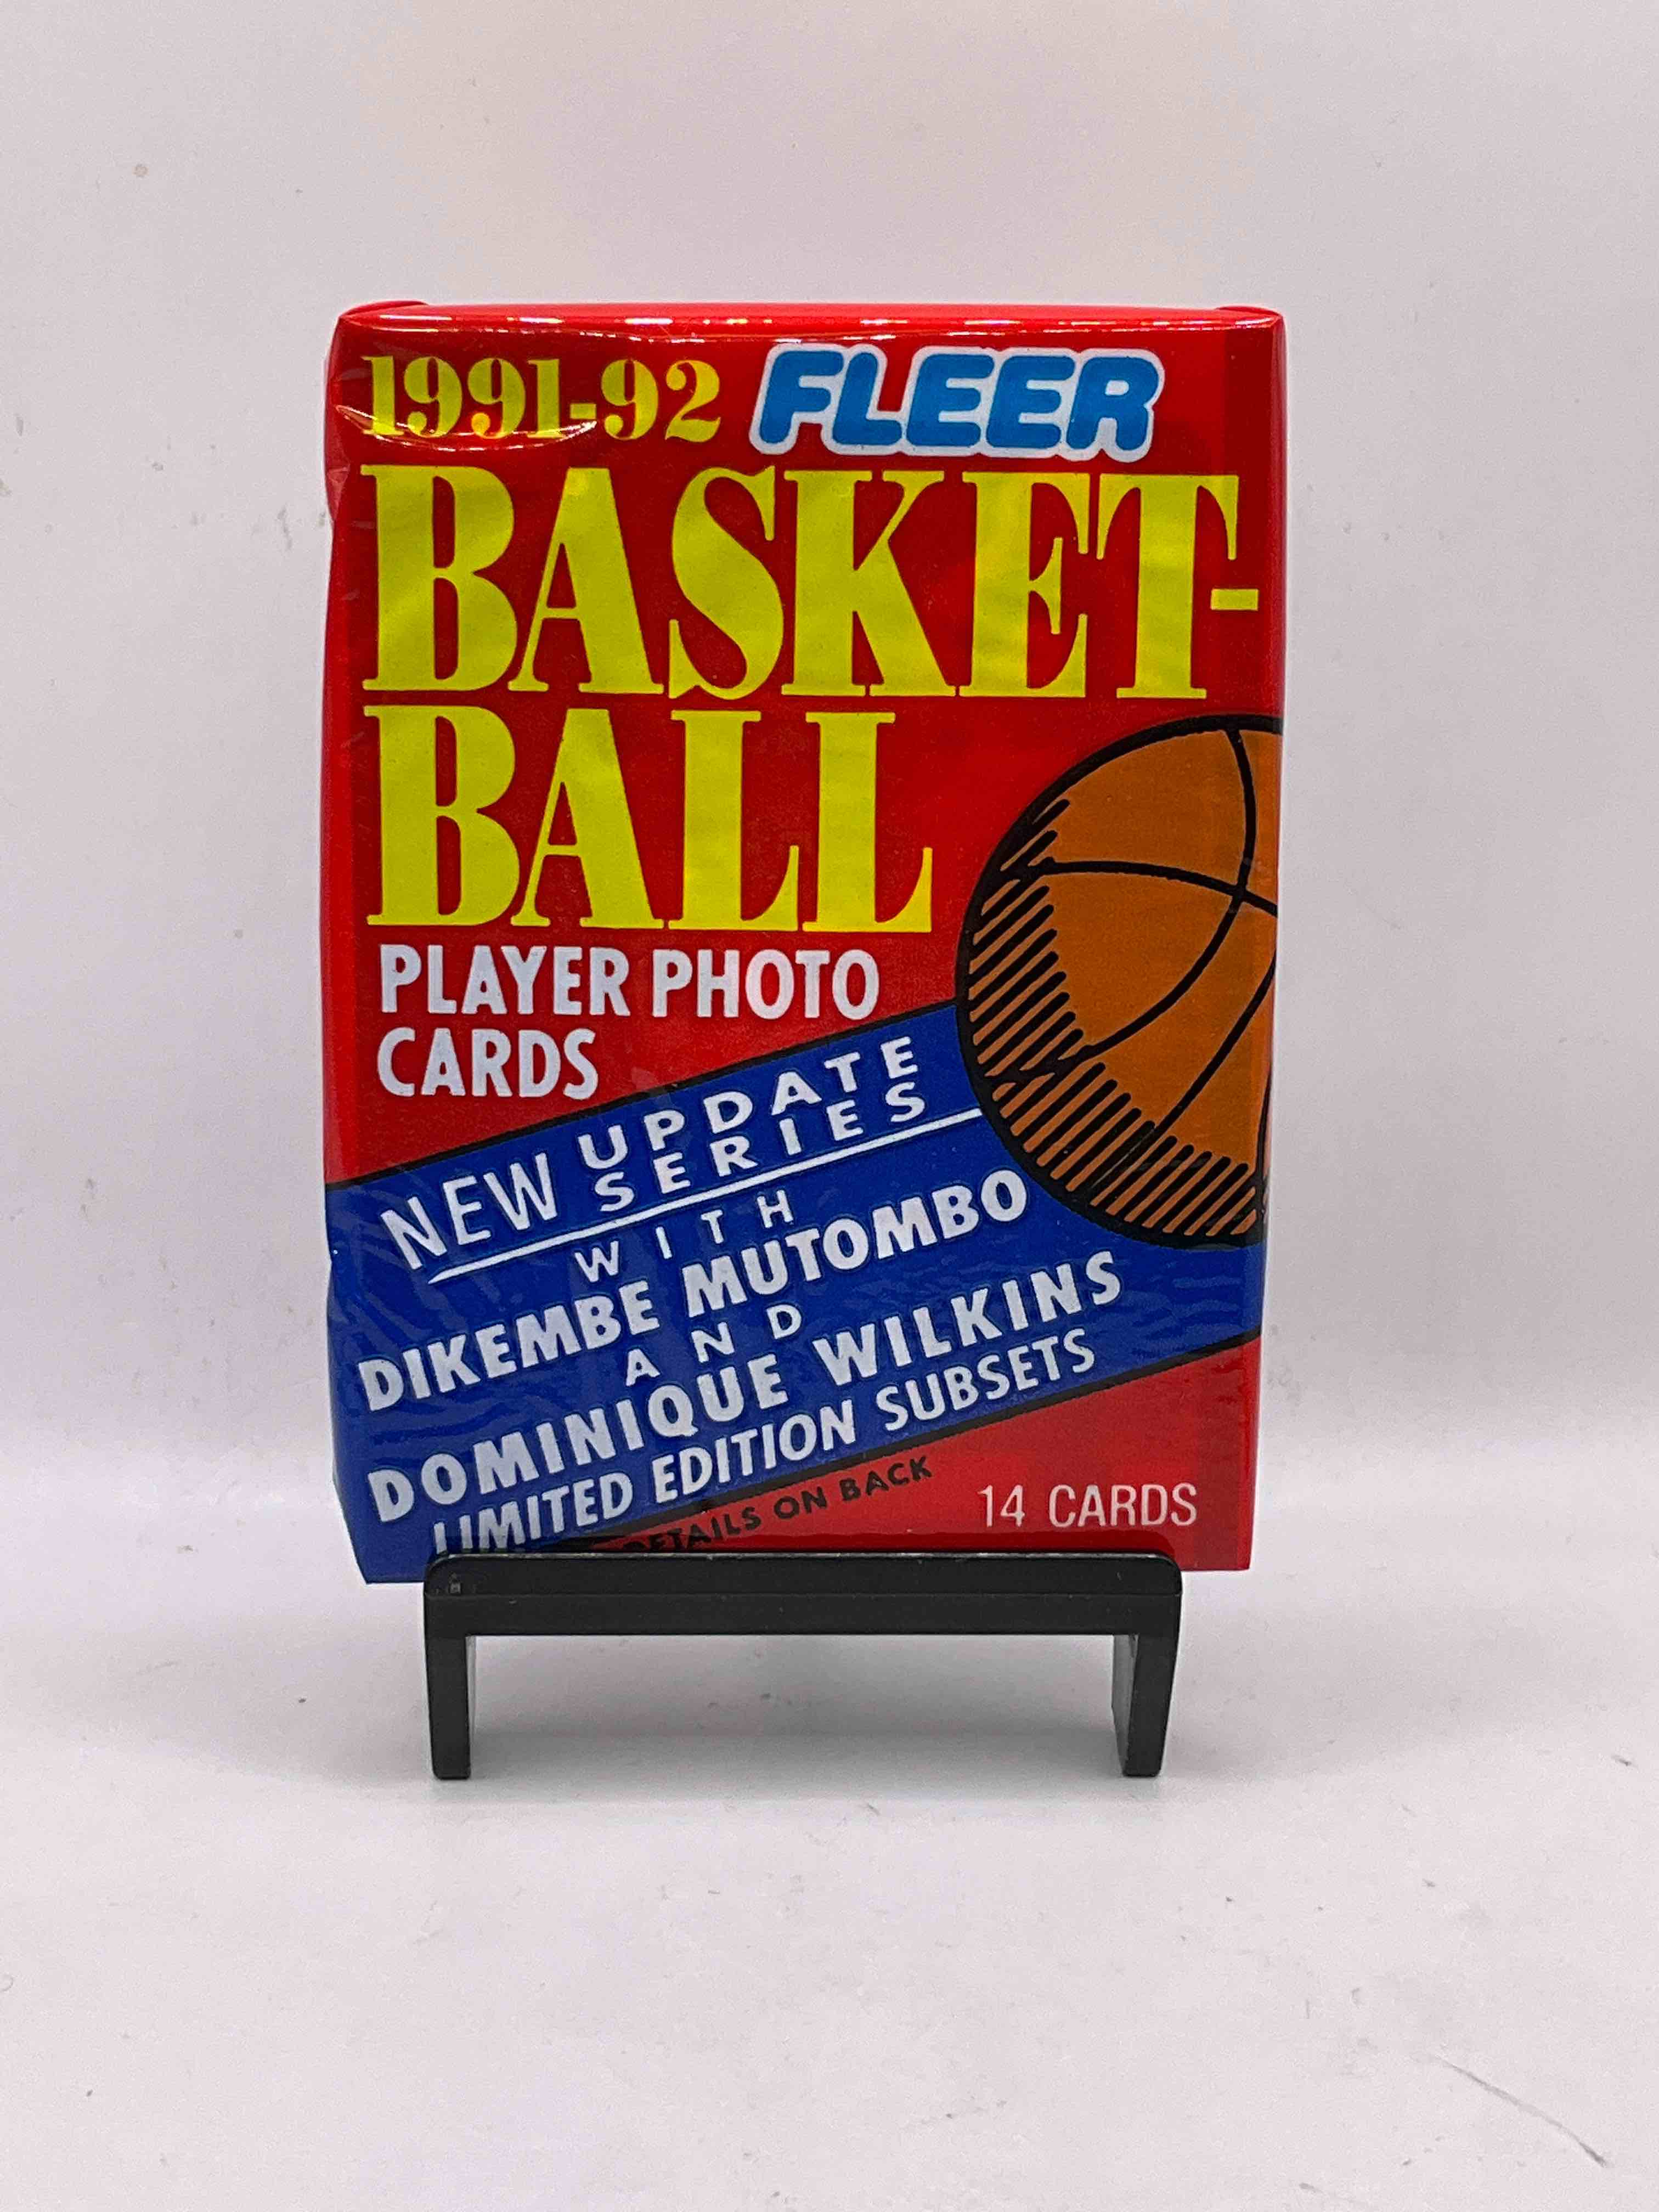 1991-92 FLEER
BASKET-
BALL
PLAYER PHOTO
CARDS
NEW UPDATE
SERIES
WITH
DIKEMBE MUTOMBO
AND
DOMINIQUE WILKINS
LIMITED EDITION SUBSETS
DETAILS ON BACK
14 CARDS